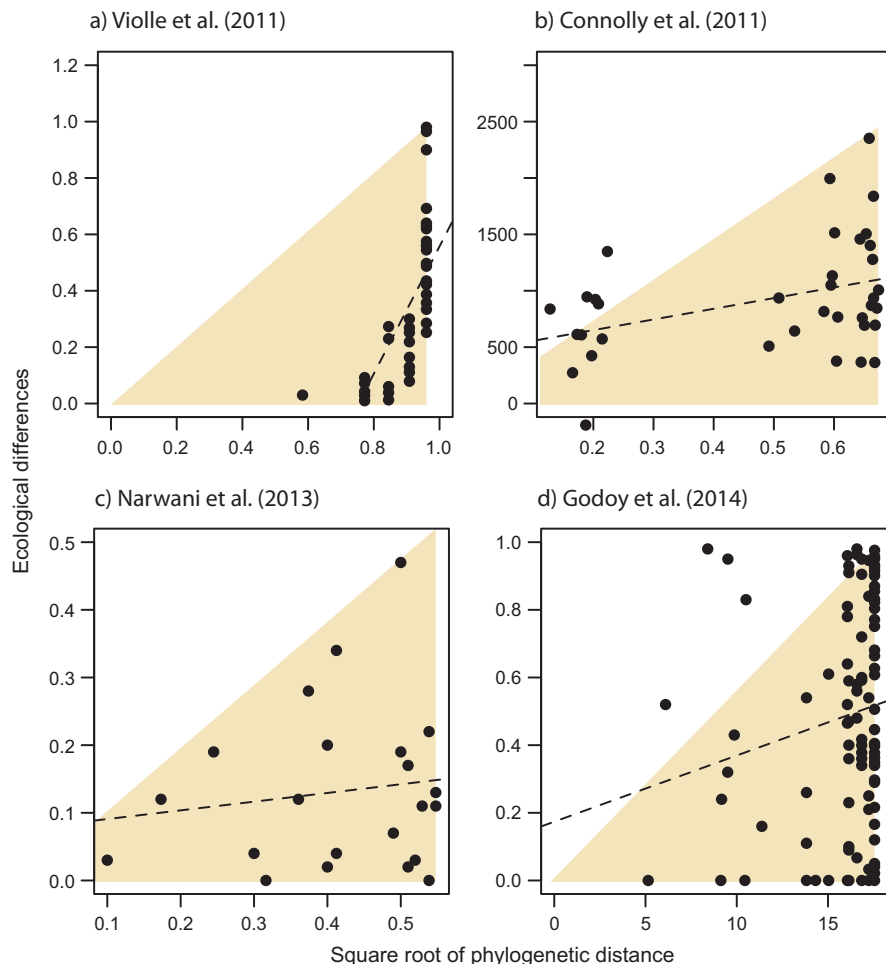 a) Violle et al. (2011)
b) Connolly et al. (2011)
1.2
1.0
0.8
0.6
0.4
0.2
0.0
0.0 0.2 0.4 0.6 0.8 1.0
2500
1500
500
0
0.2 0.3 0.4 0.5 0.6
Ecological differences
c) Narwani et al. (2013)
d) Godoy et al. (2014)
0.5
0.4
0.3
0.2
0.1
0.0
0.1 0.2 0.3 0.4 0.5
1.0
0.8
0.6
0.4
0.2
0.0
0 5 10 15
Square root of phylogenetic distance